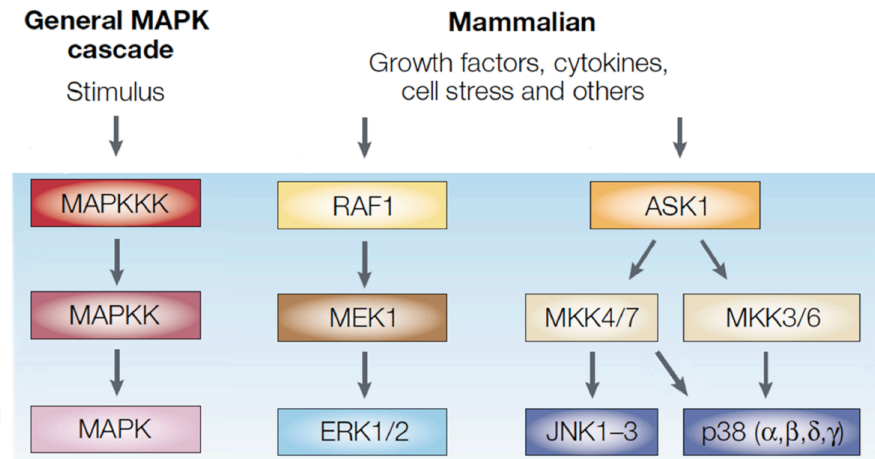 General MAPK
cascade
Stimulus
MAPKKK
MAPKK
MAPK
Mammalian
Growth factors, cytokines,
cell stress and others
RAF1
ASK1
MEK1
MKK4/7
MKK3/6
ERK1/2
JNK1–3
p38 (α,β,δ,γ)